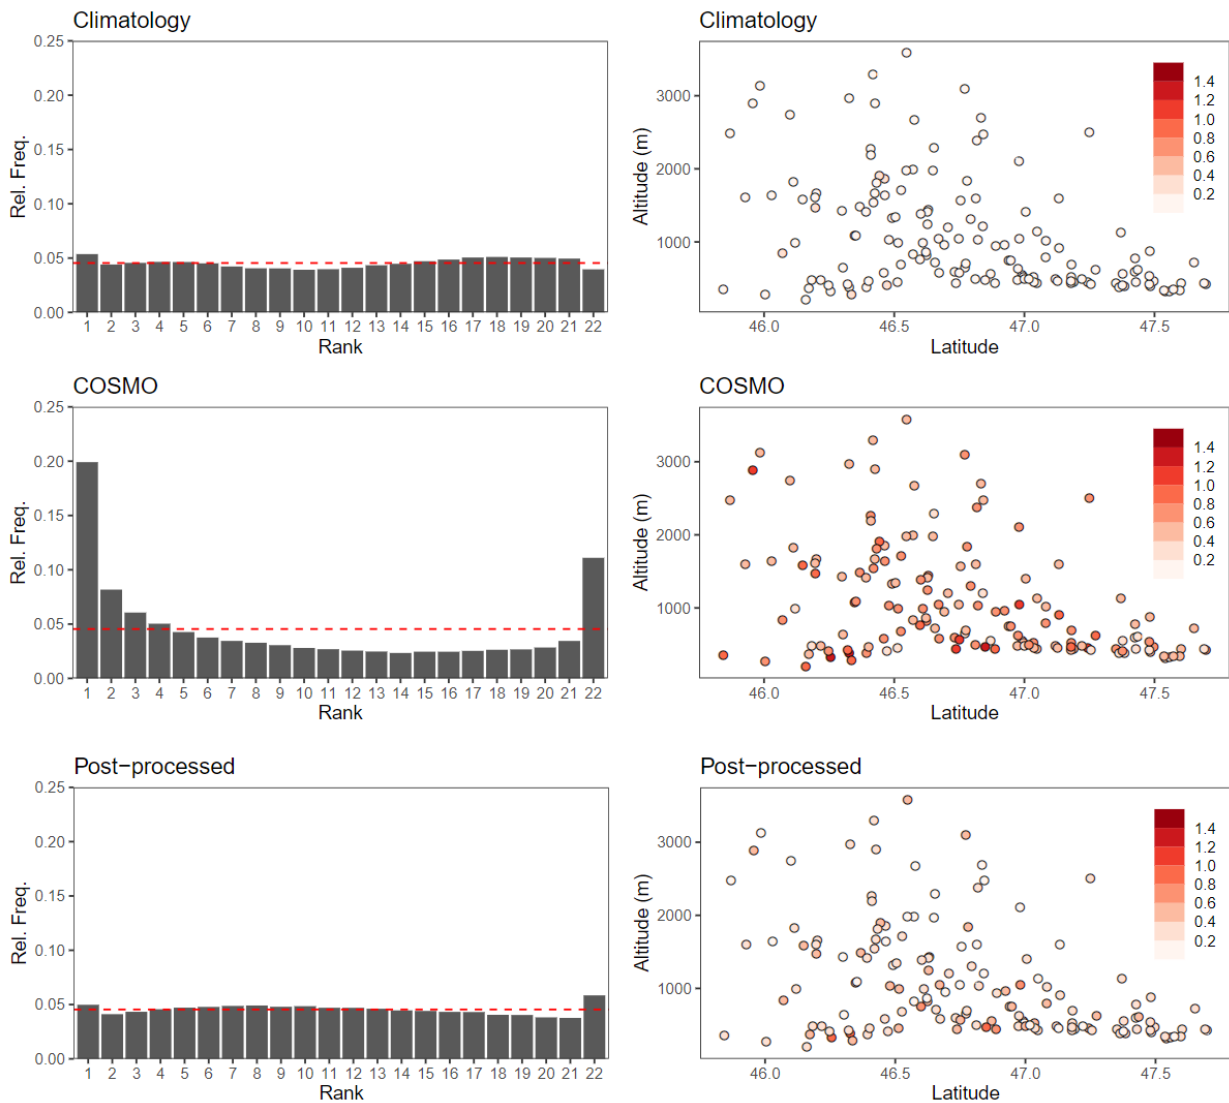 Climatology
0.25
0.20
0.15
0.10
0.05
0.00
Rel. Freq.
1 2 3 4 5 6 7 8 9 10 11 12 13 14 15 16 17 18 19 20 21 22
Rank
Climatology
3000
2000
1000
Altitude (m)
1.4
1.2
1.0
0.8
0.6
0.4
0.2
46.0 46.5 47.0 47.5
Latitude
COSMO
0.25
0.20
0.15
0.10
0.05
0.00
Rel. Freq.
1 2 3 4 5 6 7 8 9 10 11 12 13 14 15 16 17 18 19 20 21 22
Rank
COSMO
3000
2000
1000
Altitude (m)
1.4
1.2
1.0
0.8
0.6
0.4
0.2
46.0 46.5 47.0 47.5
Latitude
Post−processed
0.25
0.20
0.15
0.10
0.05
0.00
Rel. Freq.
1 2 3 4 5 6 7 8 9 10 11 12 13 14 15 16 17 18 19 20 21 22
Rank
Post−processed
3000
2000
1000
Altitude (m)
1.4
1.2
1.0
0.8
0.6
0.4
0.2
46.0 46.5 47.0 47.5
Latitude